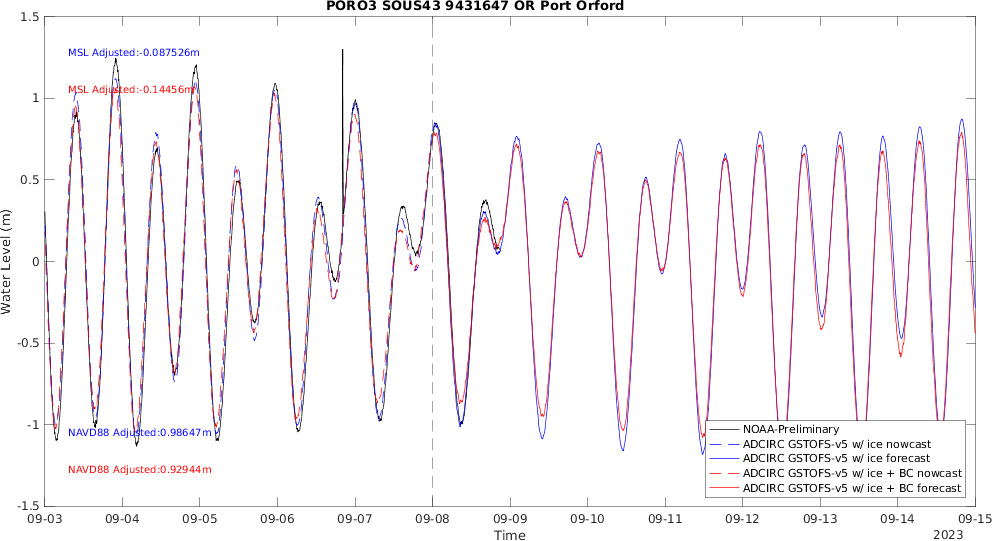 PORO3 SOUS43 9431647 OR Port Orford
MSL Adjusted:-0.087526m
MSL Adjusted:-0.14456m
NAVD88 Adjusted:0.98647m
NAVD88 Adjusted:0.92944m
Water Level (m)
1.5
1
0.5
0
-0.5
-1
-1.5
NOAA-Preliminary
ADCIRC GSTOFS-v5 w/ ice nowcast
ADCIRC GSTOFS-v5 w/ ice forecast
ADCIRC GSTOFS-v5 w/ ice + BC nowcast
ADCIRC GSTOFS-v5 w/ ice + BC forecast
09-03 09-04 09-05 09-06 09-07 09-08 09-09 09-10 09-11 09-12 09-13 09-14 09-15
Time
2023